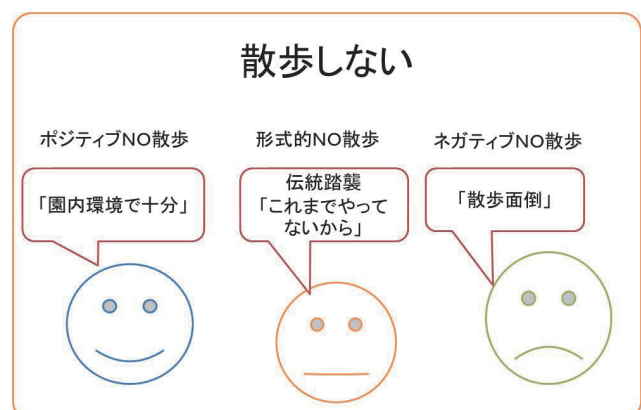 散歩しない
ポジティブNO散歩
形式的NO散歩
ネガティブNO散歩
「園内環境で十分」
伝統踏襲
「これまでやって
ないから」
「散歩面倒」